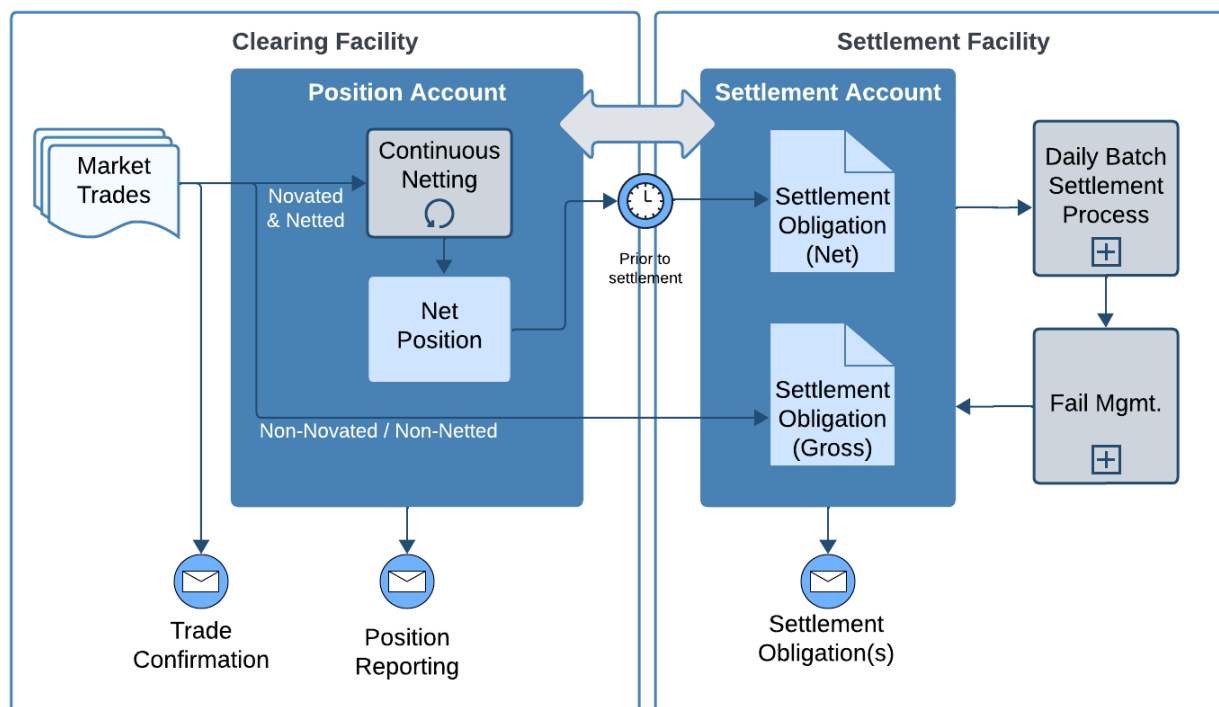 Clearing Facility
Settlement Facility
Position Account
Settlement Account
Market
Trades
Continuous
Netting
Novated
& Netted
Net
Position
Non-Novated / Non-Netted
Prior to
settlement
Settlement
Obligation
(Net)
Settlement
Obligation
(Gross)
Daily Batch
Settlement
Process
Fail Mgmt.
Trade
Confirmation
Position
Reporting
Settlement
Obligation(s)